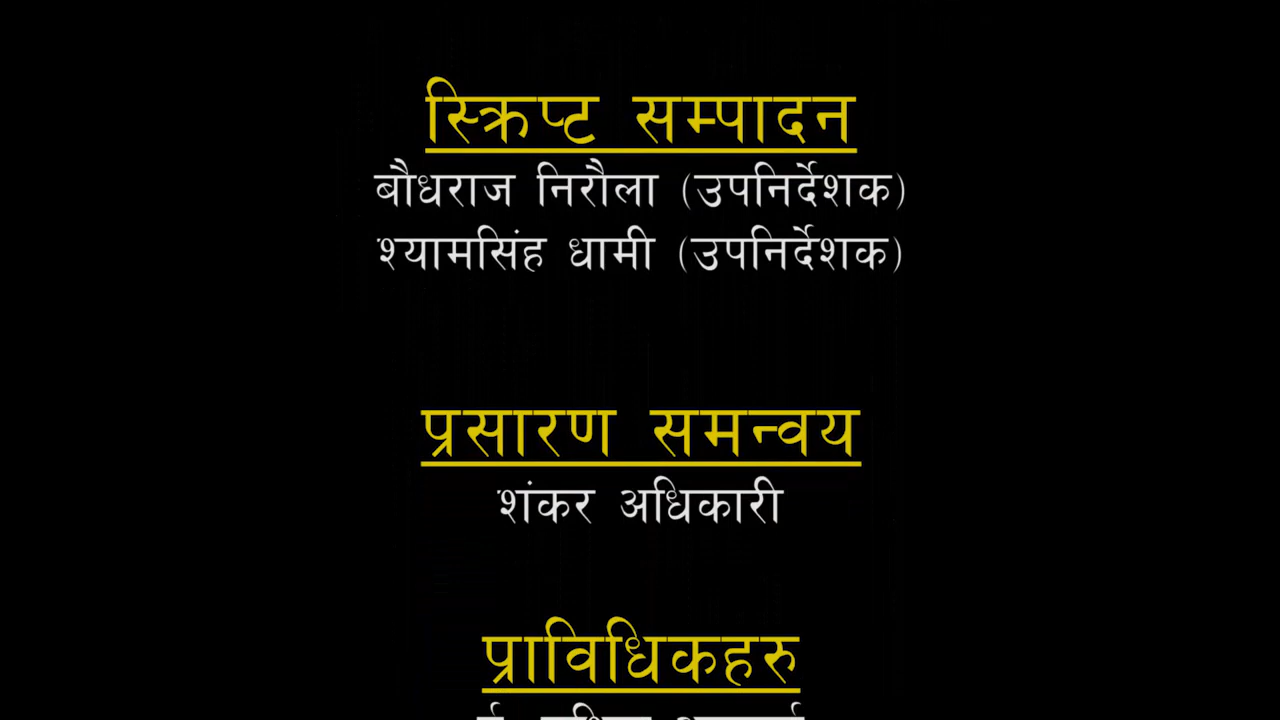 स्क्रिप्ट सम्पादन
बौधराज निरौला (उपनिर्देशक)
श्यामसिंह धामी (उपनिर्देशक)
प्रसारण समन्वय
शंकर अधिकारी
प्राविधिकहरु